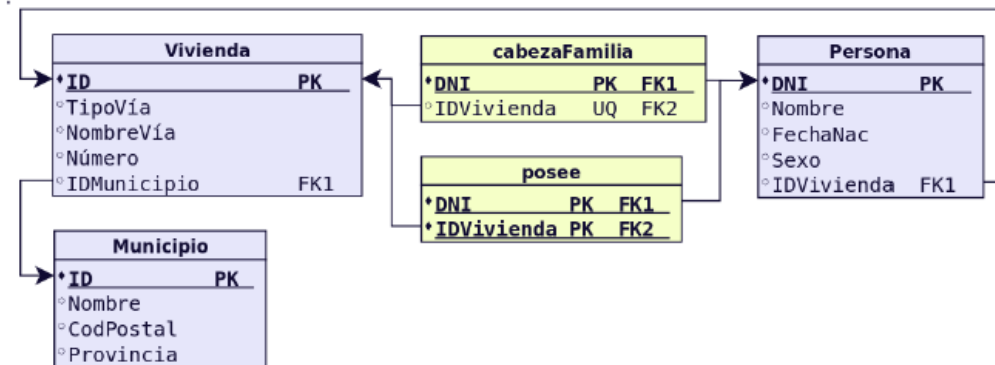 Vivienda
ID PK
TipoVía
NombreVía
Número
IDMunicipio FK1
cabezaFamilia
DNI PK FK1
IDVivienda UQ FK2
posee
DNI PK FK1
IDVivienda PK FK2
Persona
DNI PK
Nombre
FechaNac
Sexo
IDVivienda FK1
Municipio
ID PK
Nombre
CodPostal
Provincia